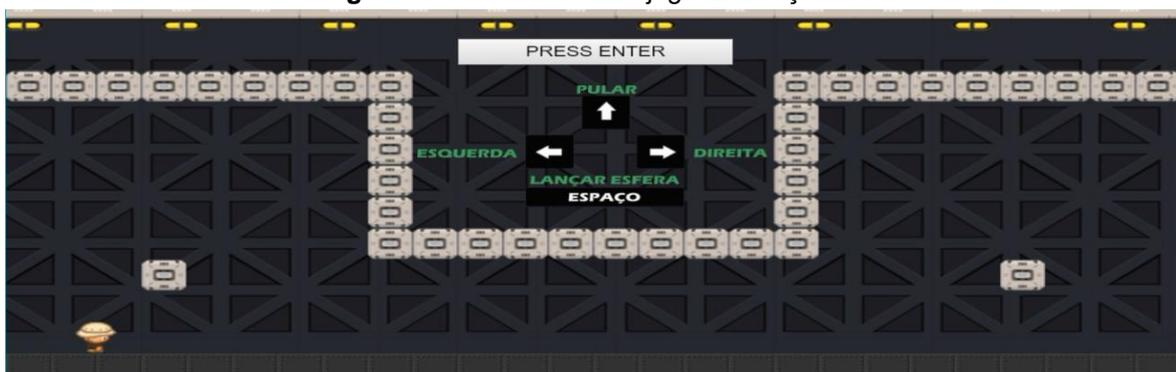 PRESS ENTER
PULAR
ESQUERDA
DIREITA
LANÇAR ESFERA
ESPAÇO